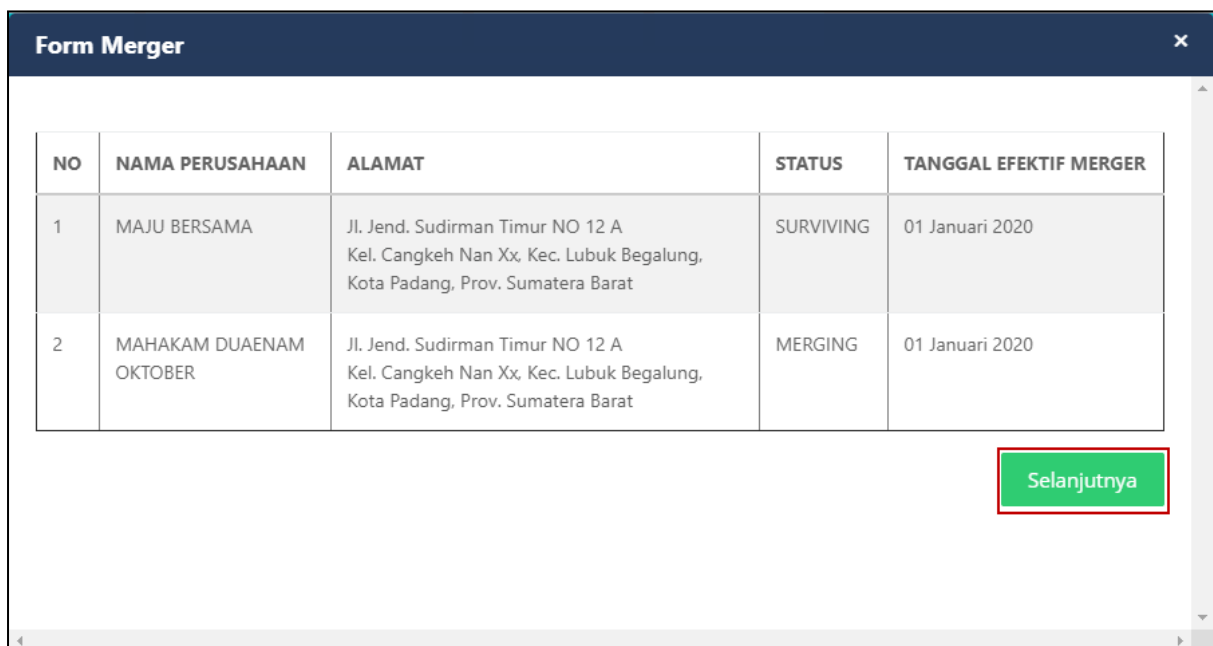 Form Merger ×
NO NAMA PERUSAHAAN ALAMAT STATUS TANGGAL EFEKTIF MERGER
1 MAJU BERSAMA Jl. Jend. Sudirman Timur NO 12 A SURVIVING 01 Januari 2020
Kel. Cangkeh Nan Xx, Kec. Lubuk Begalung,
Kota Padang, Prov. Sumatera Barat
2 MAHAKAM DUAENAM Jl. Jend. Sudirman Timur NO 12 A MERGING 01 Januari 2020
OKTOBER Kel. Cangkeh Nan Xx, Kec. Lubuk Begalung,
Kota Padang, Prov. Sumatera Barat
Selanjutnya